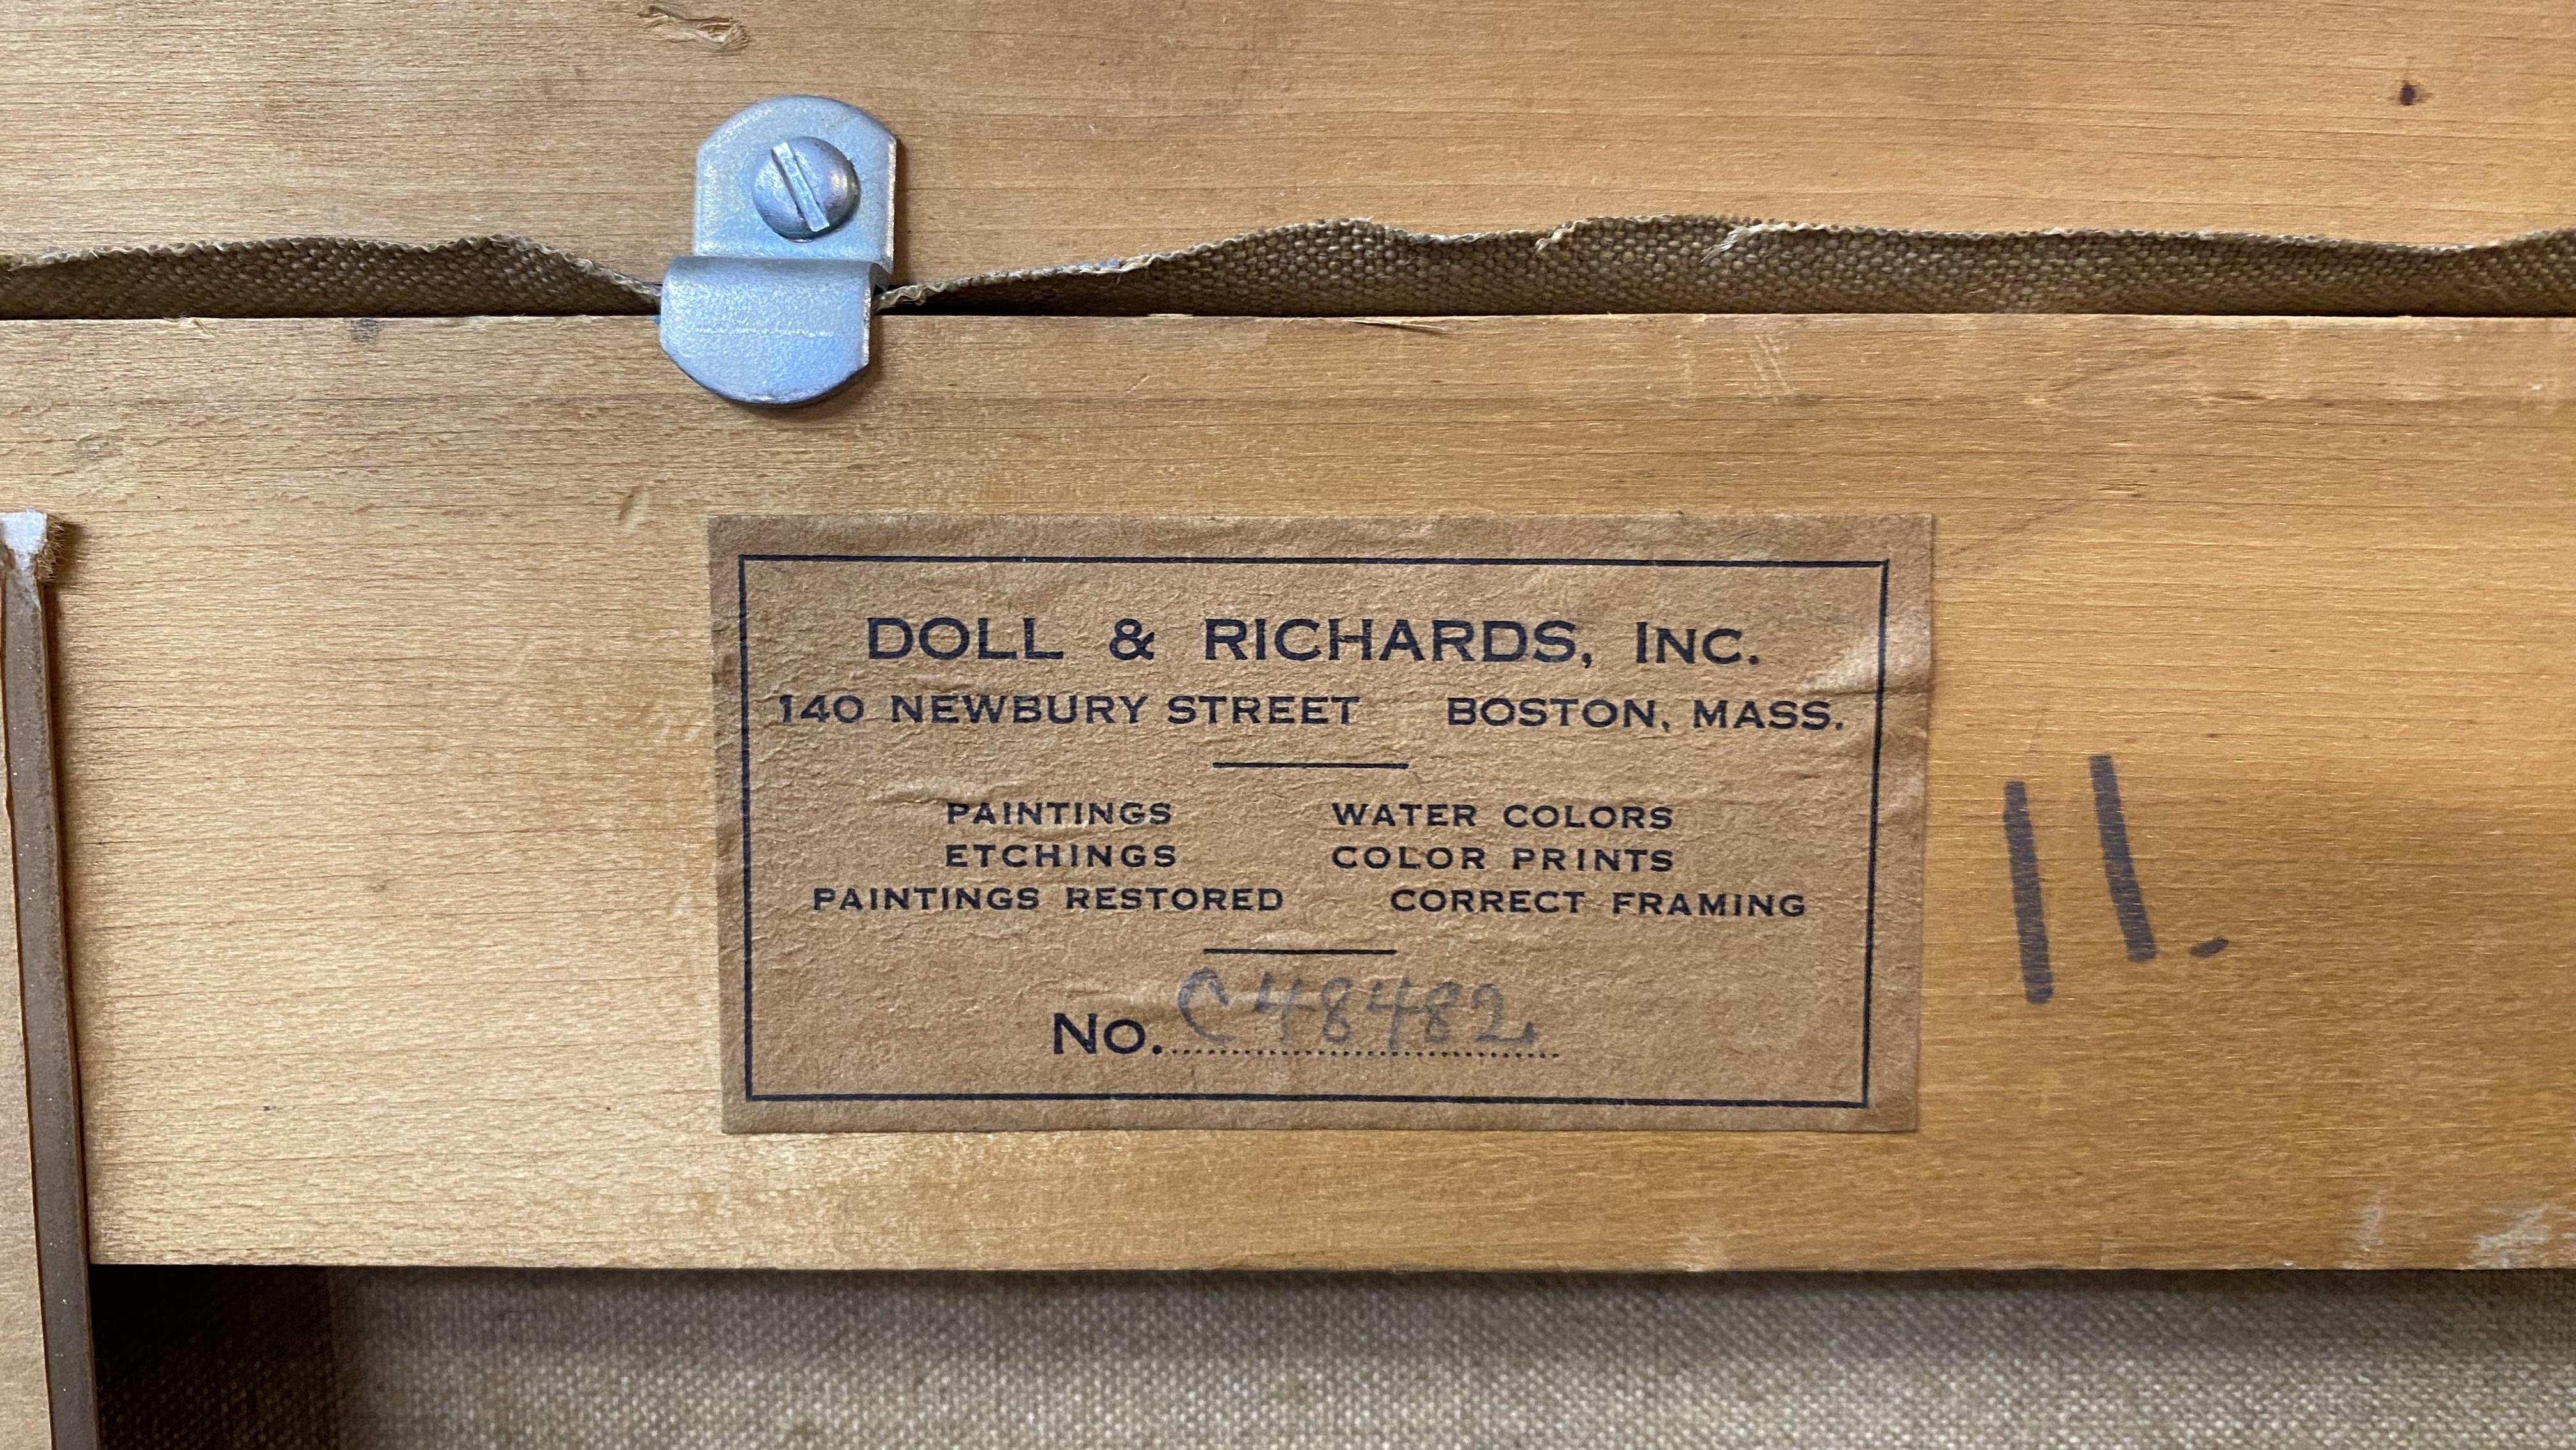 DOLL & RICHARDS, INC.
140 NEWBURY STREET BOSTON, MASS.
PAINTINGS WATER COLORS
ETCHINGS COLOR PRINTS
PAINTINGS RESTORED CORRECT FRAMING
No. C48482
11.